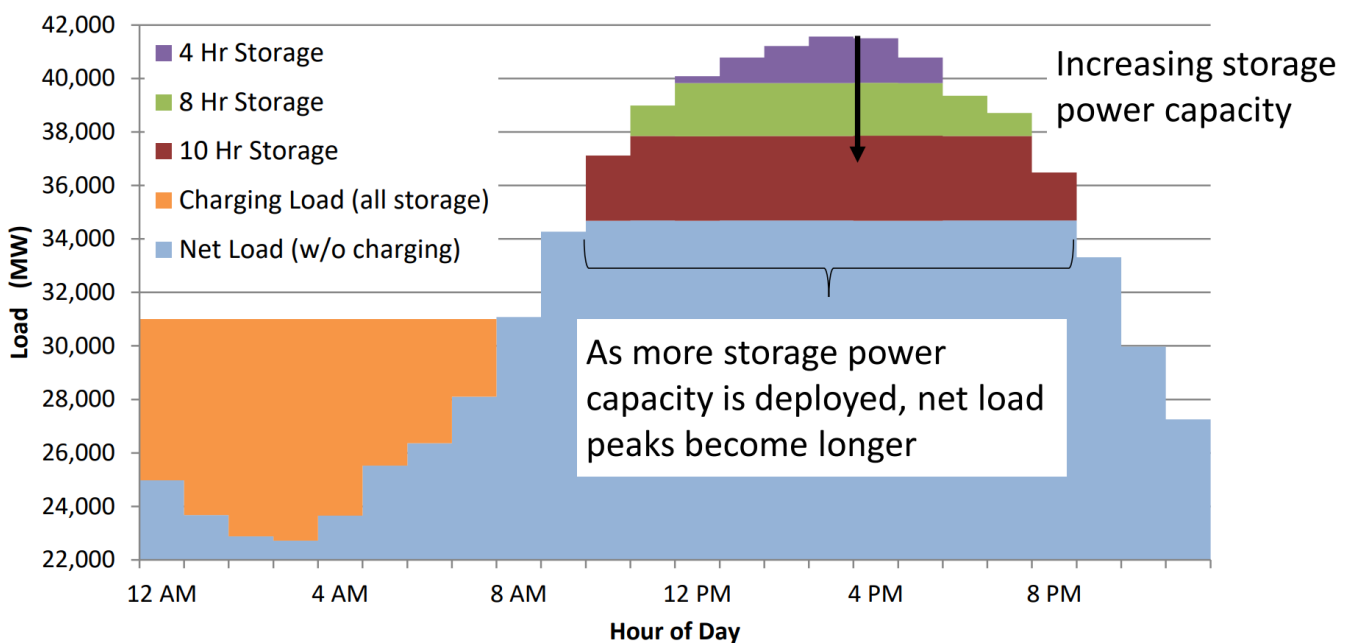 42,000
40,000
38,000
36,000
34,000
32,000
30,000
28,000
26,000
24,000
22,000
Load (MW)
4 Hr Storage
8 Hr Storage
10 Hr Storage
Charging Load (all storage)
Net Load (w/o charging)
Increasing storage
power capacity
As more storage power
capacity is deployed, net load
peaks become longer
12 AM
4 AM
8 AM
12 PM
4 PM
8 PM
Hour of Day